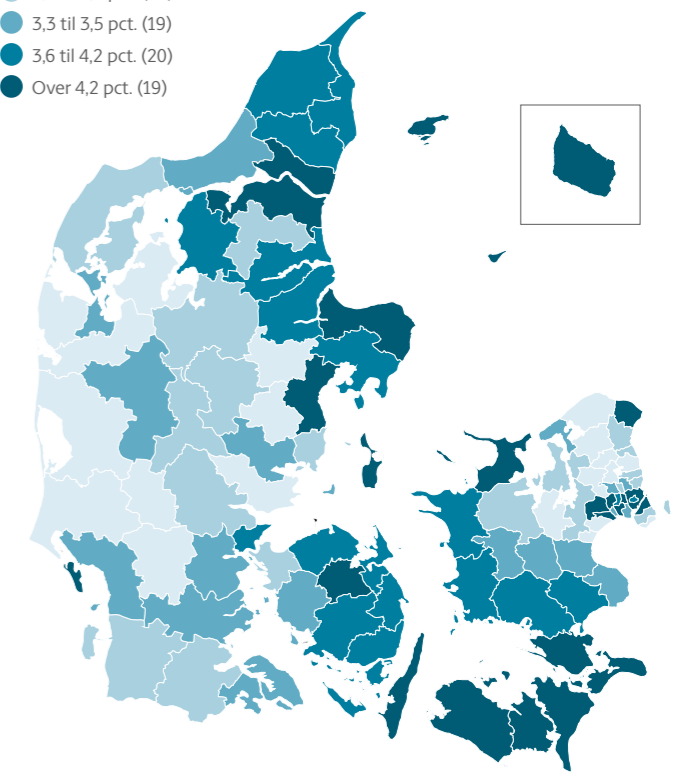 3,3 til 3,5 pct. (19)
3,6 til 4,2 pct. (20)
Over 4,2 pct. (19)